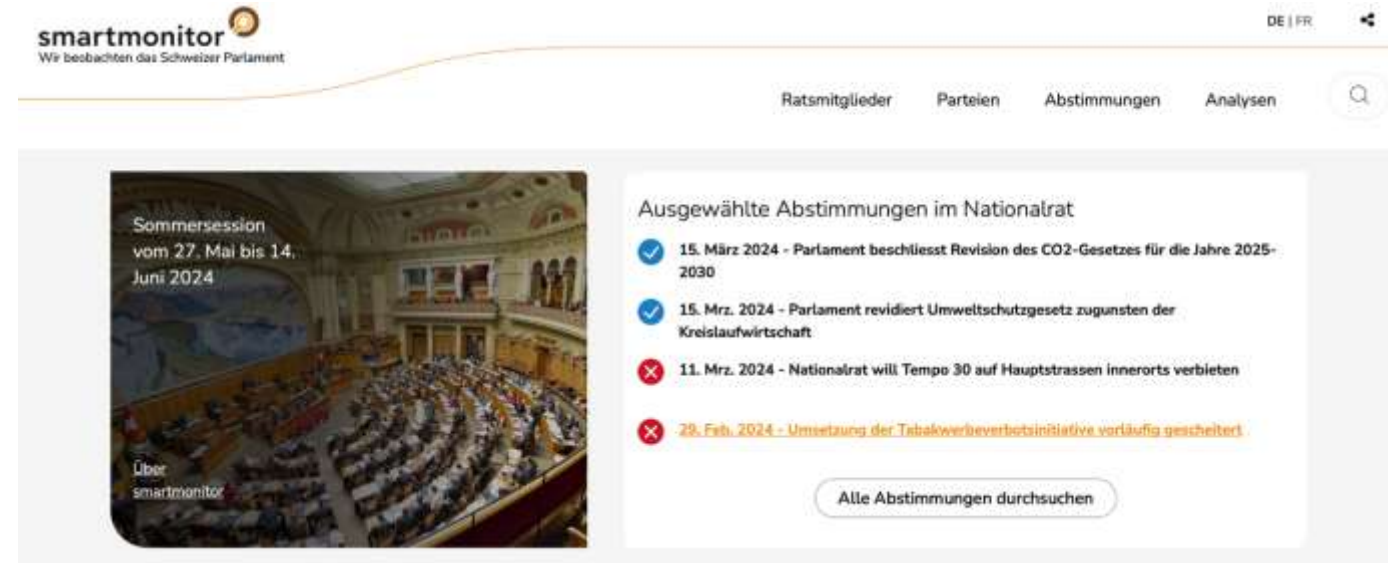 smartmonitor
Wir beobachten das Schweizer Parlament
DE | FR
Ratsmitglieder Parteien Abstimmungen Analysen
Sommersession
vom 27. Mai bis 14.
Juni 2024
Über
smartmonitor
Ausgewählte Abstimmungen im Nationalrat
15. März 2024 - Parlament beschliesst Revision des CO2-Gesetzes für die Jahre 2025-
2030
15. Mrz. 2024 - Parlament revidiert Umweltschutzgesetz zugunsten der
Kreislaufwirtschaft
11. Mrz. 2024 - Nationalrat will Tempo 30 auf Hauptstrassen innerorts verbieten
29. Feb. 2024 - Umsetzung der Tabakwerbeverbotsinitiative vorläufig gescheitert
Alle Abstimmungen durchsuchen